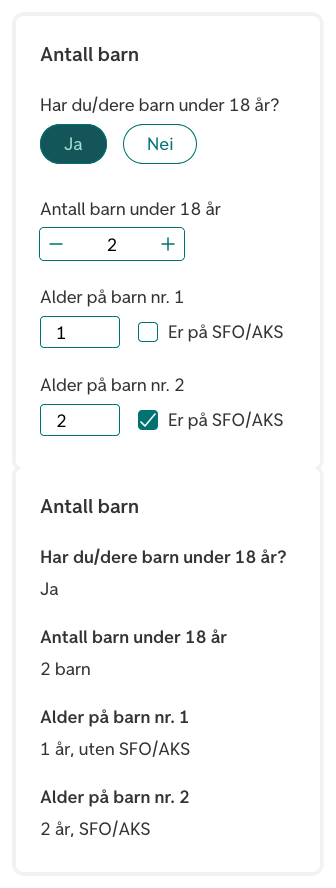 Antall barn
Har du/dere barn under 18 år?
Ja Nei
Antall barn under 18 år
− 2 +
Alder på barn nr. 1
1 Er på SFO/AKS
Alder på barn nr. 2
2 Er på SFO/AKS
Antall barn
Har du/dere barn under 18 år?
Ja
Antall barn under 18 år
2 barn
Alder på barn nr. 1
1 år, uten SFO/AKS
Alder på barn nr. 2
2 år, SFO/AKS